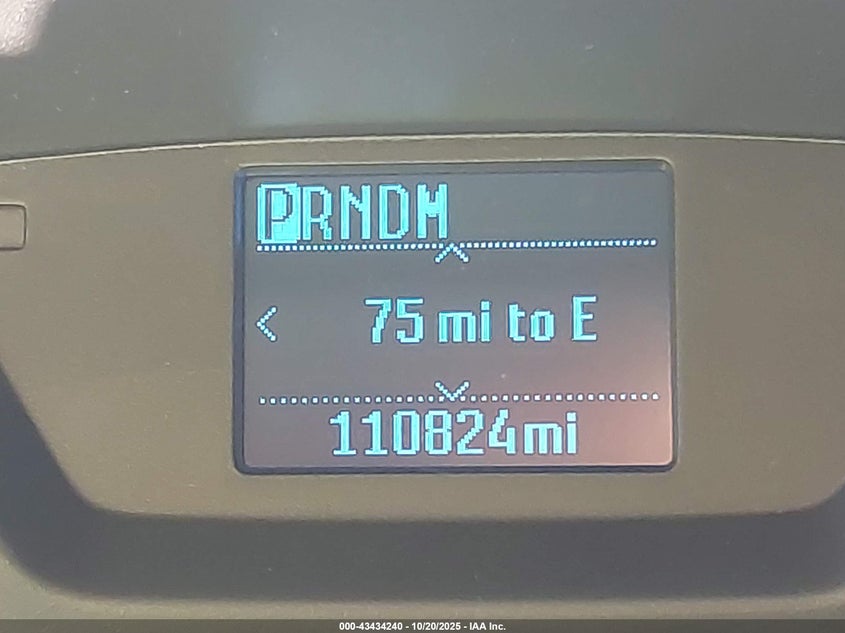 PRNDM
75 mi to E
110824mi
000-43434240 - 10/20/2025 - IAA Inc.